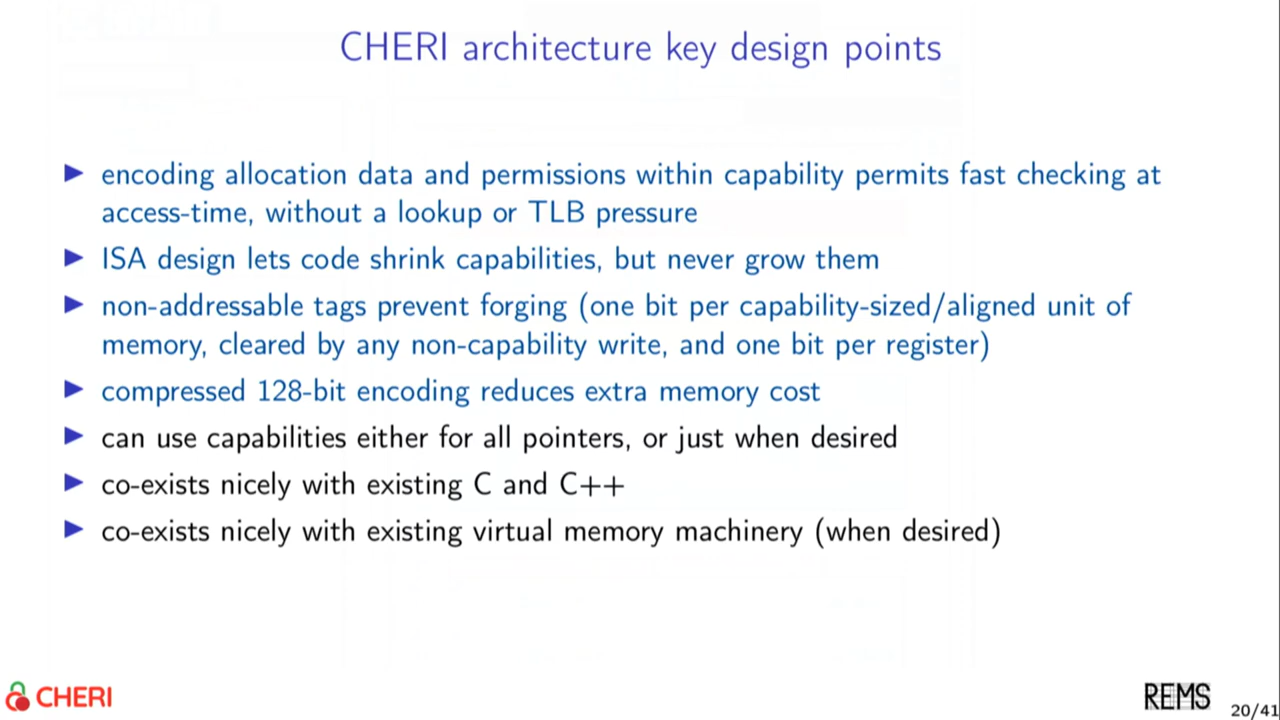 CHERI architecture key design points
▶ encoding allocation data and permissions within capability permits fast checking at
access-time, without a lookup or TLB pressure
▶ ISA design lets code shrink capabilities, but never grow them
▶ non-addressable tags prevent forging (one bit per capability-sized/aligned unit of
memory, cleared by any non-capability write, and one bit per register)
▶ compressed 128-bit encoding reduces extra memory cost
▶ can use capabilities either for all pointers, or just when desired
▶ co-exists nicely with existing C and C++
▶ co-exists nicely with existing virtual memory machinery (when desired)
CHERI
REMS
20/41